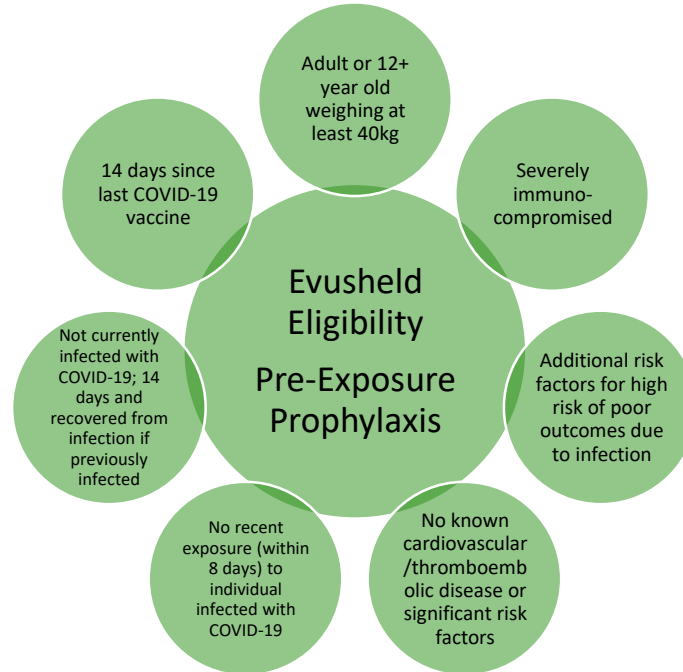 Adult or 12+
year old
weighing at
least 40kg
Severely
immuno-
compromised
Additional risk
factors for high
risk of poor
outcomes due
to infection
No known
cardiovascular
/thromboemb
olic disease or
significant risk
factors
No recent
exposure (within
8 days) to
individual
infected with
COVID-19
Not currently
infected with
COVID-19; 14
days and
recovered from
infection if
previously
infected
14 days since
last COVID-19
vaccine
Evusheld
Eligibility
Pre-Exposure
Prophylaxis